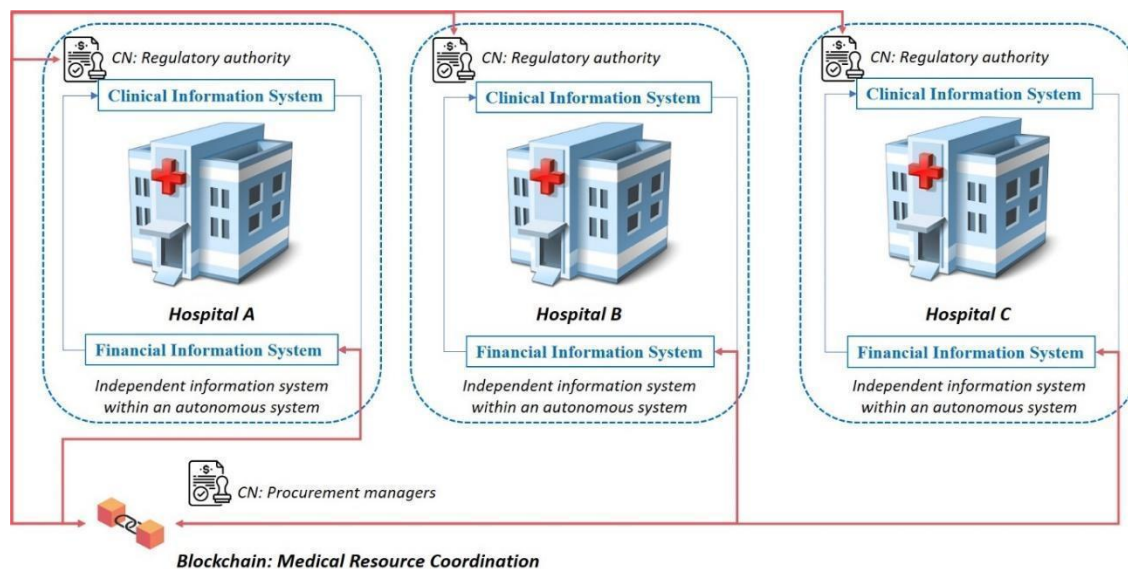 CN: Regulatory authority
Clinical Information System
Hospital A
Financial Information System
Independent information system
within an autonomous system
CN: Regulatory authority
Clinical Information System
Hospital B
Financial Information System
Independent information system
within an autonomous system
CN: Regulatory authority
Clinical Information System
Hospital C
Financial Information System
Independent information system
within an autonomous system
CN: Procurement managers
Blockchain: Medical Resource Coordination